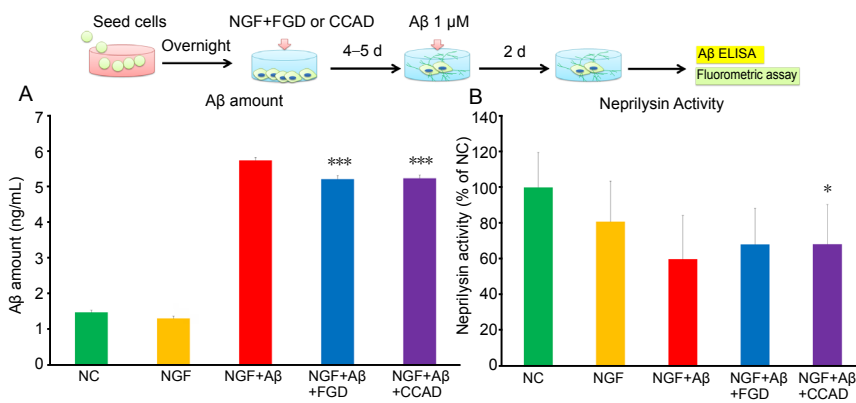 Seed cells
Overnight
NGF+FGD or CCAD
4–5 d
Aβ 1 μM
2 d
Aβ ELISA
Fluorometric assay
A
Aβ amount
Aβ amount (ng/mL)
7
6
5
4
3
2
1
0
***
***
NC
NGF
NGF+Aβ
NGF+Aβ
+FGD
NGF+Aβ
+CCAD
B
Neprilysin Activity
Neprilysin activity (% of NC)
140
120
100
80
60
40
20
0
*
NC
NGF
NGF+Aβ
NGF+Aβ
+FGD
NGF+Aβ
+CCAD